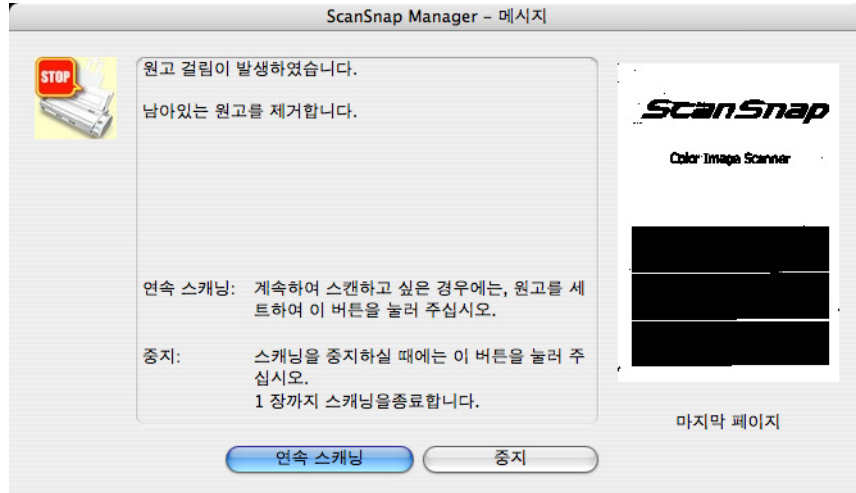 ScanSnap Manager – 메시지
STOP
원고 걸림이 발생하였습니다.
남아있는 원고를 제거합니다.
연속 스캐닝: 계속하여 스캔하고 싶은 경우에는, 원고를 세
트하여 이 버튼을 눌러 주십시오.
중지: 스캐닝을 중지하실 때에는 이 버튼을 눌러 주
십시오.
1 장까지 스캐닝을종료합니다.
ScanSnap
Color Image Scanner
마지막 페이지
연속 스캐닝
중지